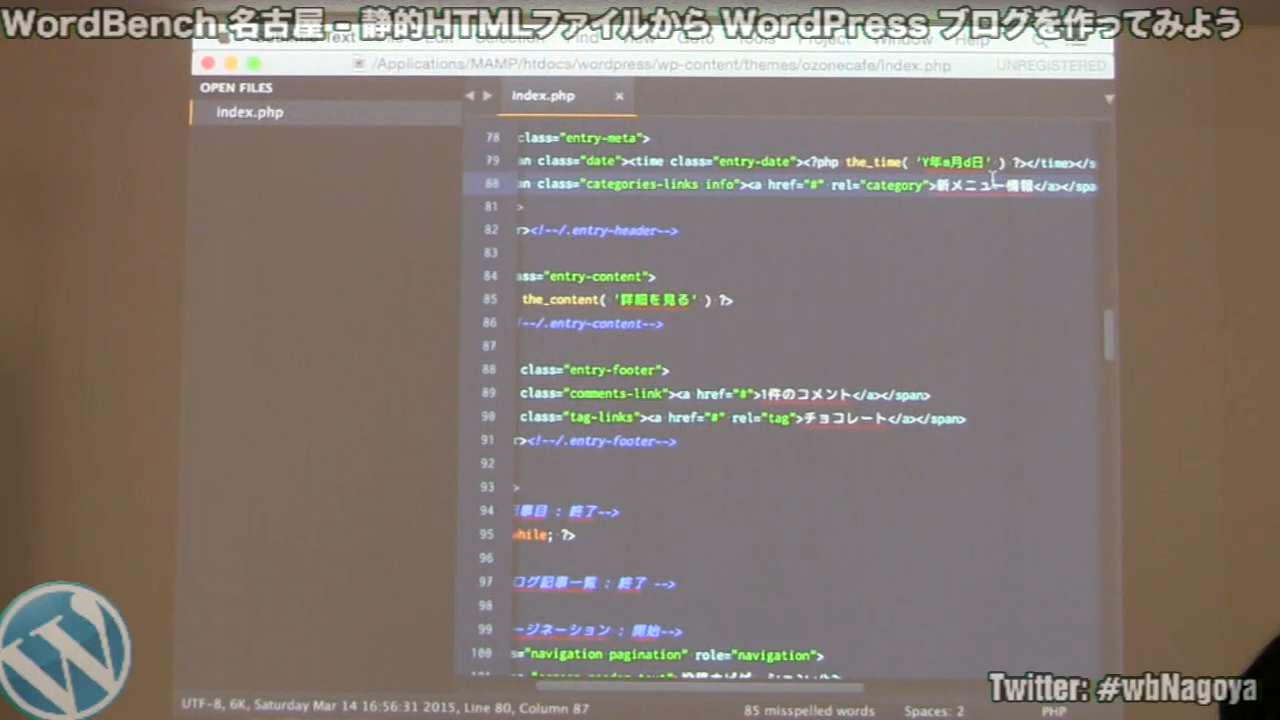 WordBench 名古屋 - 静的HTMLファイルから WordPress ブログを作ってみよう
/Applications/MAMP/htdocs/wordpress/wp-content/themes/ozonecafe/index.php UNREGISTERED
OPEN FILES
index.php
index.php ×
78 class="entry-meta">
79 an class="date"><time class="entry-date"><?php the_time( 'Y年m月d日' ) ?></time></s
80 an class="categories-links info"><a href="#" rel="category">新メニュー情報</a></spa
81 >
82 r><!--/.entry-header-->
83
84 ass="entry-content">
85 the_content( '詳細を見る' ) ?>
86 !--/.entry-content-->
87
88 class="entry-footer">
89 class="comments-link"><a href="#">1件のコメント</a></span>
90 class="tag-links"><a href="#" rel="tag">チョコレート</a></span>
91 r><!--/.entry-footer-->
92
93 >
94 事目 : 終了-->
95 while; ?>
96
97 ログ記事一覧 : 終了 -->
98
99 ージネーション : 開始-->
100 s="navigation pagination" role="navigation">
UTF-8, 6K, Saturday Mar 14 16:56:31 2015, Line 80, Column 87 85 misspelled words Spaces: 2 PHP
Twitter: #wbNagoya